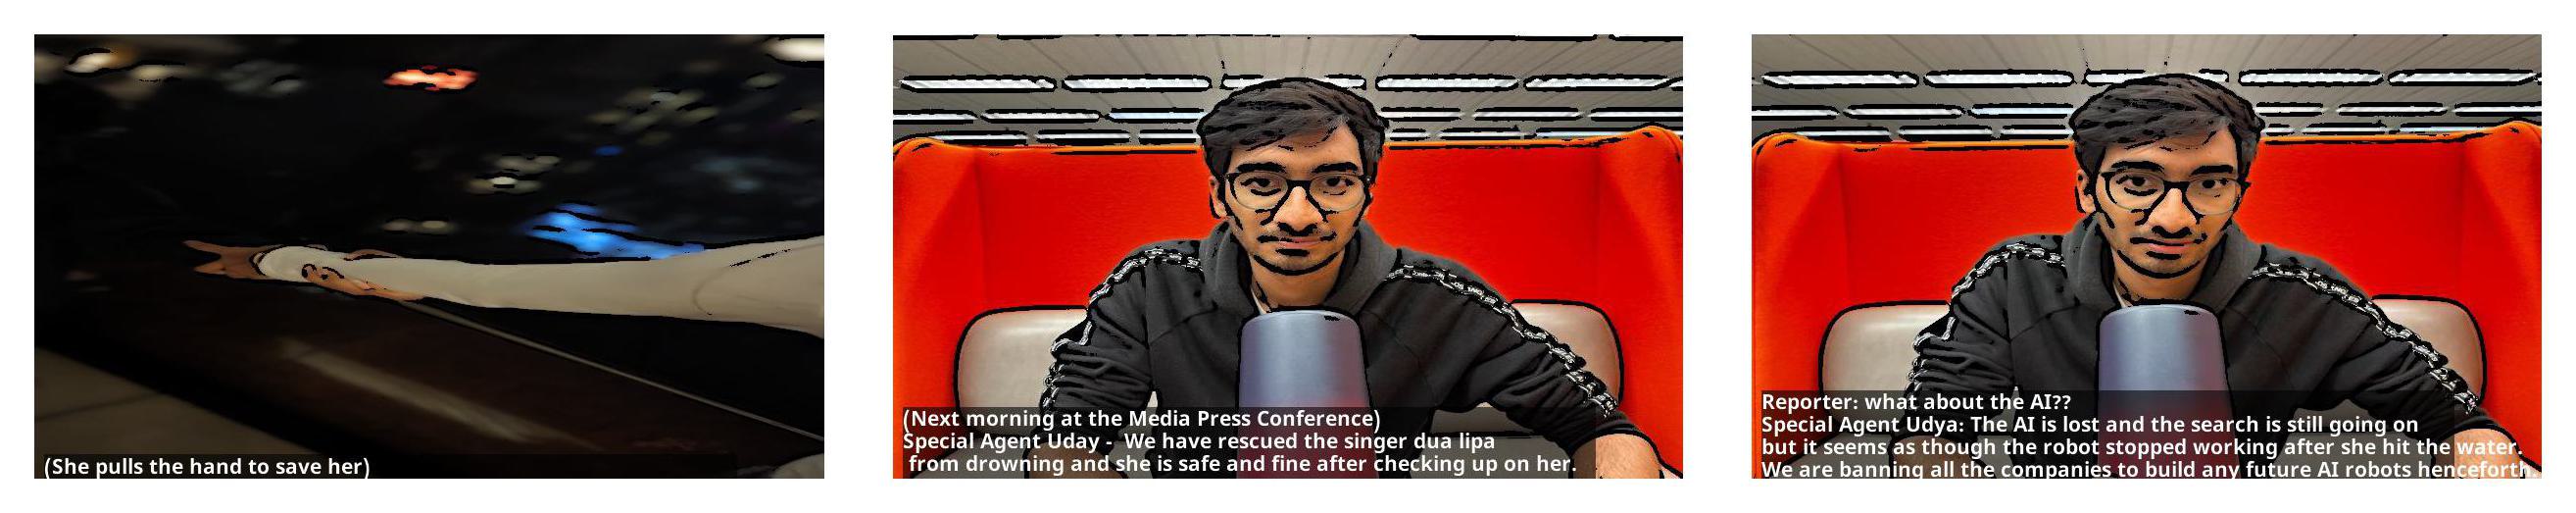 (She pulls the hand to save her)
(Next morning at the Media Press Conference)
Special Agent Uday -  We have rescued the singer dua lipa
from drowning and she is safe and fine after checking up on her.
Reporter: what about the AI??
Special Agent Udya: The AI is lost and the search is still going on
but it seems as though the robot stopped working after she hit the water.
We are banning all the companies to build any future AI robots henceforth.